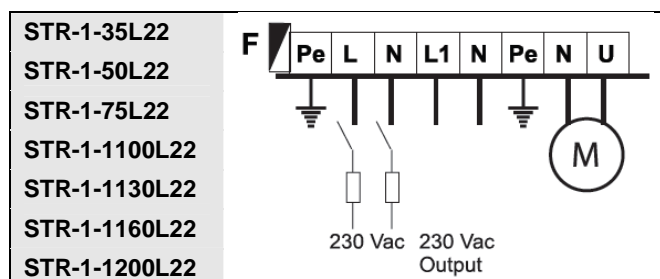 STR-1-35L22
STR-1-50L22
STR-1-75L22
STR-1-1100L22
STR-1-1130L22
STR-1-1160L22
STR-1-1200L22
F Pe L N L1 N Pe N U
M
230 Vac 230 Vac
Output